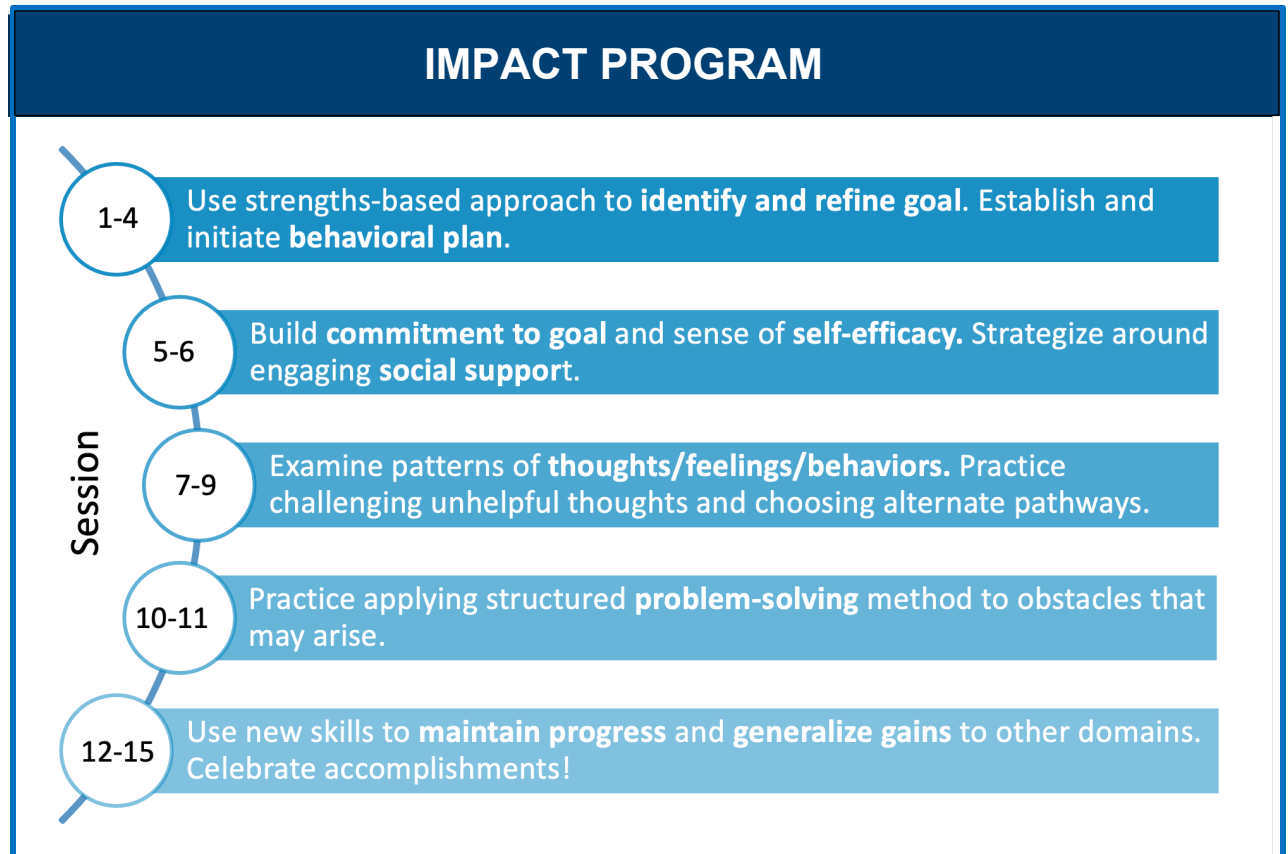 IMPACT PROGRAM
Session
1-4
Use strengths-based approach to identify and refine goal. Establish and
initiate behavioral plan.
5-6
Build commitment to goal and sense of self-efficacy. Strategize around
engaging social support.
7-9
Examine patterns of thoughts/feelings/behaviors. Practice
challenging unhelpful thoughts and choosing alternate pathways.
10-11
Practice applying structured problem-solving method to obstacles that
may arise.
12-15
Use new skills to maintain progress and generalize gains to other domains.
Celebrate accomplishments!